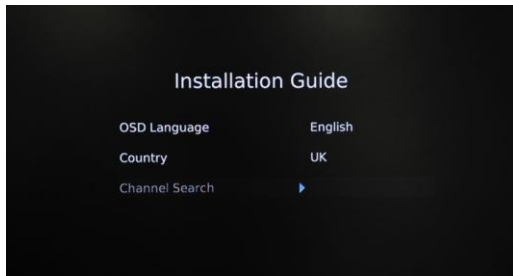 Installation Guide
OSD Language English
Country UK
Channel Search